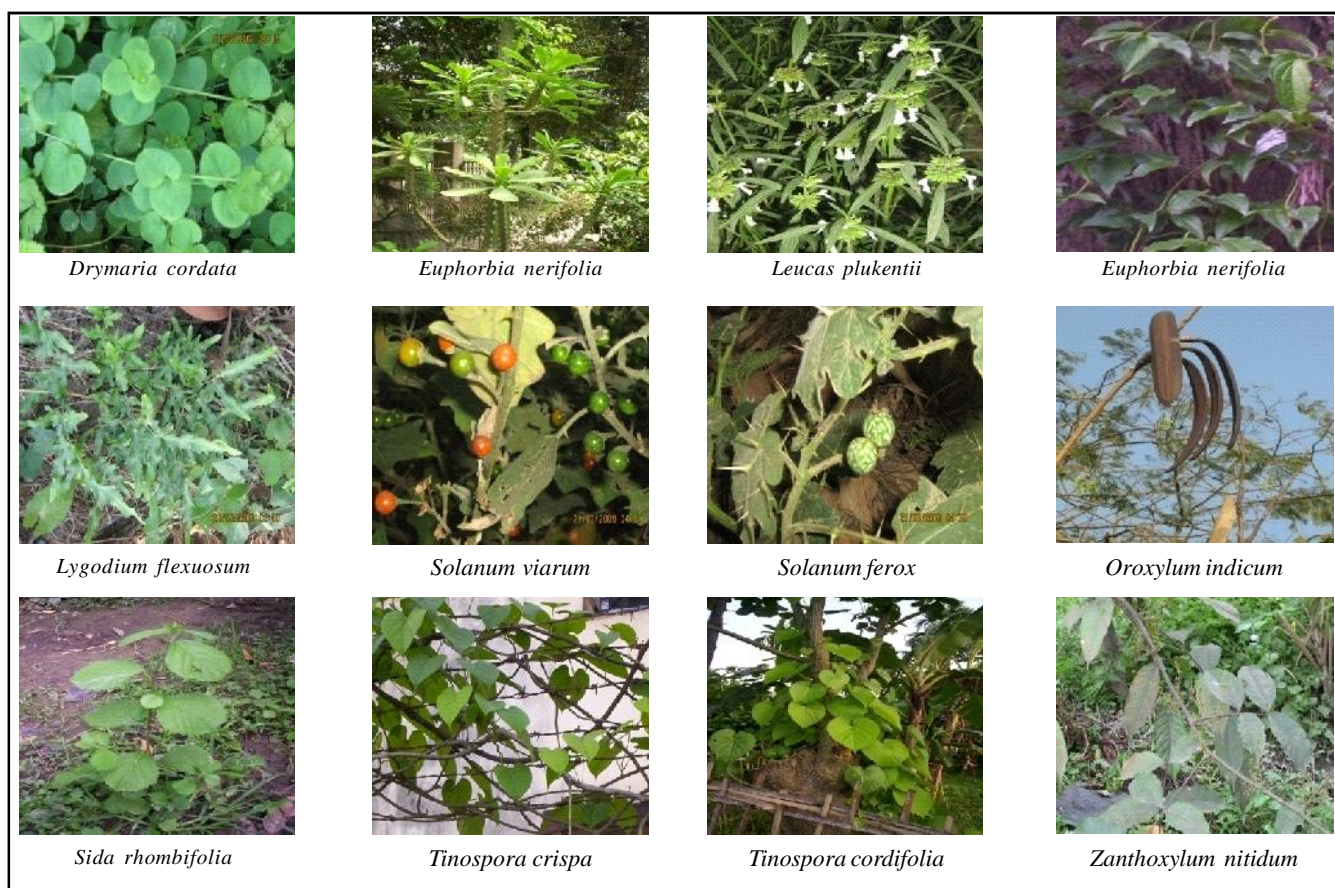 Drymaria cordata
Euphorbia nerifolia
Leucas plukentii
Euphorbia nerifolia
Lygodium flexuosum
Solanum viarum
Solanum ferox
Oroxylum indicum
Sida rhombifolia
Tinospora crispa
Tinospora cordifolia
Zanthoxylum nitidum